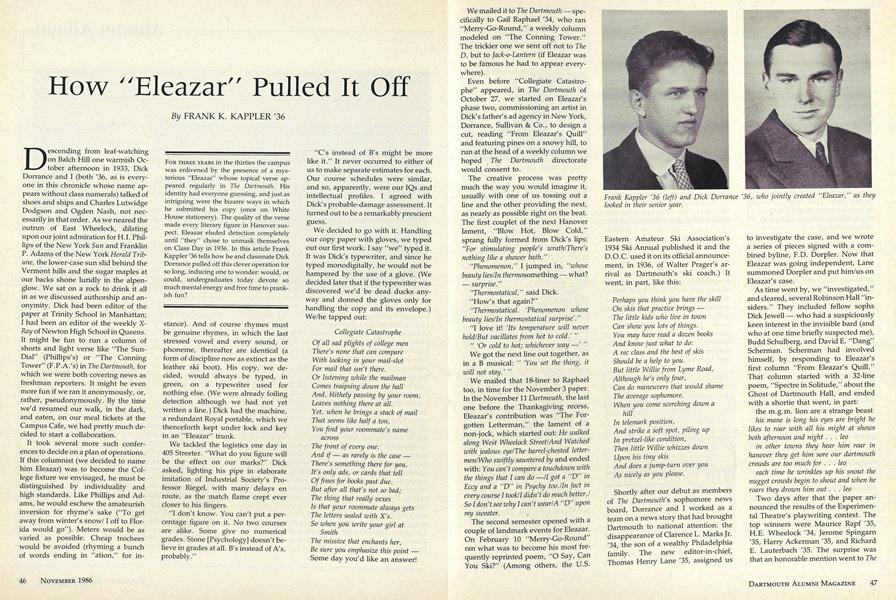 How "Eleazar" Pulled It Off
By FRANK K. KAPPLER '36
Descending from leaf-watching
on Balch Hill one warmish Oc-
tober afternoon in 1933, Dick
Dorrance and I (both '36, as is every-
one in this chronicle whose name ap-
pears without class numerals) talked of
shoes and ships and Charles Lutwidge
Dodgson and Ogden Nash, not nec-
essarily in that order. As we neared the
outrun of East Wheelock, dilating
upon our joint admiration for H.I. Phil-
lips of the New York Sun and Franklin
P. Adams of the New York Herald Trib-
une, the lower-case sun slid behind the
Vermont hills and the sugar maples at
our backs shone luridly in the alpen-
glow. We sat on a rock to drink it all
in as we discussed authorship and an-
onymity. Dick had been editor of the
paper at Trinity School in Manhattan;
I had been an editor of the weekly X-
Ray of Newton High School in Queens.
It might be fun to run a column of
shorts and light verse like "The Sun-
Dial" (Phillips's) or "The Conning
Tower" (F.P.A.'s) in The Dartmouth, for
which we were both covering news as
freshman reporters. It might be even
more fun if we ran it anonymously, or,
rather, pseudonymously. By the time
we'd resumed our walk, in the dark,
and eaten, on our meal tickets at the
Campus Cafe, we had pretty much de-
cided to start a collaboration.
It took several more such confer-
ences to decide on a plan of operations.
If this columnist (we decided to name
him Eleazar) was to become the Col-
lege fixture we envisaged, he must be
distinguished by individuality and
high standards. Like Phillips and Ad-
ams, he would eschew the amateurish
inversion for rhyme's sake ("To get
away from winter's snow/I off to Flor-
ida would go"). Meters would be as
varied as possible. Cheap trochees
would be avoided (rhyming a bunch
of words ending in "ation," for in-
FOR THREE YEARS in the thirties the campus
was enlivened by the presence of a mys-
terious "Eleazar" whose topical verse ap-
peared regularly in The Dartmouth. His
identity had everyone guessing, and just as
intriguing were the bizarre ways in which
he submitted his copy (once on White
House stationery). The quality of the verse
made every literary figure in Hanover sus-
pect. Eleazar eluded detection completely
until "they" chose to unmask themselves
on Class Day in 1936. In this article Frank
Kappler '36 tells how he and classmate Dick
Dorrance pulled off this clever operation for
so long, inducing one to wonder: would, or
could, undergraduates today devote so
much mental energy and free time to prank-
ish fun?
stance). And of course rhymes must
be genuine rhymes, in which the last
stressed vowel and every sound, or
phoneme, thereafter are identical (a
form of discipline now as extinct as the
leather ski boot). His copy, we de-
cided, would always be typed, in
green, on a typewriter used for
nothing else. (We were already foiling
detection although we had not yet
written a line.) Dick had the machine,
a redundant Royal portable, which we
thenceforth kept under lock and key
in an "Eleazar" trunk.
We tackled the logistics one day in
405 Streeter. "What do you figure will
be the effect on our marks?" Dick
asked, lighting his pipe in elaborate
imitation of Industrial Society's Pro-
fessor Riegel, with many delays en
route, as the match flame crept ever
closer to his fingers.
"I don't know. You can't put a per-
centage figure on it. No two courses
are alike. Some give no numerical
grades. Stone [Psychology] doesn't be-
lieve in grades at all. B's instead of A's,
probably."
"C's instead of B's might be more
like it." It never occurred to either of
us to make separate estimates for each.
Our course schedules were similar,
and so, apparently, were our IQs and
intellectual profiles. I agreed with
Dick's probable-damage assessment. It
turned out to be a remarkably prescient
guess.
We decided to go with it. Handling
our copy paper with gloves, we typed
out our first work. I say "we" typed it.
It was Dick's typewriter, and since he
typed monodigitally, he would not be
hampered by the use of a glove. (We
decided later that if the typewriter was
discovered we'd be dead ducks any-
way and donned the gloves only for
handling the copy and its envelope.)
We/he tapped out:
Collegiate Catastrophe
Of all sad plights of college men
There's none that can compare
With looking in your mail-slot
For mail that isn't there.
Or listening while the mailman
Comes traipsing down the hall
And, blithely passing by your room,
Leaves nothing there at all.
Yet, when he brings a stack of mail
That seems like half a ton,
You find your roommate's name
across
The front of every one.
And if — as rarely is the case —
There's something there for you,
It's only ads, or cards that tell
Of fines for books past due.
But after all that's not so bad;
The thing that really vexes
Is that your roommate always gets
The letters sealed with X's.
So when you write your girl at
Smith
The missive that enchants her,
Be sure you emphasize this point —
Some day you'd like an answer!
46 NOVEMBER 1986
We mailed it to The Dartmouth — spe-
cifically to Gail Raphael '34, who ran
"Merry-Go-Round," a weekly column
modeled on "The Conning Tower."
The trickier one we sent off not to The
D, but to Jack-o-Lantern (if Eleazar was
to be famous he had to appear every-
where).
Even before "Collegiate Catastro-
phe" appeared, in The Dartmouth of
October 27, we started on Eleazar's
phase two, commissioning an artist in
Dick's father's ad agency in New York,
Dorrance, Sullivan & Co., to design a
cut, reading "From Eleazar's Quill"
and featuring pines on a snowy hill, to
run at the head of a weekly column we
hoped The Dartmouth directorate
would consent to.
The creative process was pretty
much the way you would imagine it,
usually with one of us tossing out a
line and the other providing the next,
as nearly as possible right on the beat.
The first couplet of the next Hanover
lament, "Blow Hot, Blow Cold,"
sprang fully formed from Dick's lips:
"For stimulating people's wrath/There's
nothing like a shower bath."
"Phenomenon," I jumped in, "whose
beauty lies/In thermosomething — what?
— surprise."
"Thermostatical," said Dick.
"How's that again?"
"Thermostatical. 'Phenomenon whose
beauty lies/In thermostatical surprise'."
"I love it! 'Its temperature will never
hold/But vacillates from hot to cold.' "
" 'Or cold to hot; whichever way —' "
We got the next line out together, as
in a B musical: " 'You set the thing, it
will not stay.' "
We mailed that 18-liner to Raphael
too, in time for the November 3 paper.
In the November 11 Dartmouth, the last
one before the Thanksgiving recess,
Eleazar's contribution was "The For-
gotten Letterman," the lament of a
non-jock, which started out: He walked
along West Wheelock Street/And Watched
with jealous eye/The barrel-chested letter-
men/Who swiftly sauntered by and ended
with: You can't compare a touchdown with
the things that I can do —/I got a "D" in
Eccy and a "D" in Psychy too./In fact in
every course I took/I didn't do much better,/
So I don't see why I can't wear/A "D" upon
my sweater.
The second semester opened with a
couple of landmark events for Eleazar.
On February 10 "Merry-Go-Round"
ran what was to become his most fre-
quently reprinted poem, "O Say, Can
You Ski?" (Among others, the U.S.
Frank Kappler '36 (left) and Dick Dorrance '36, who jointly created "Eleazar," as they
looked in their senior year.
Eastern Amateur Ski Association's
1934 Ski Annual published it and the
D.O.C. used it on its official announce-
ment, in 1936, of Walter Prager's ar-
rival as Dartmouth's ski coach.) It
went, in part, like this:
Perhaps you think you have the skill
On skis that practice brings —
The little kids who live in town
Can show you lots of things.
You may have read a dozen books
And know just what to do:
A rec class and the best of skis
Should be a help to you.
But little Willie from Lyme Road,
Although he's only four,
Can do maneuvers that would shame
The average sophomore.
When you come scorching down a
hill
In telemark position,
And strike a soft spot, piling up
In pretzel-like condition,
Then little Willie whizzes down
Upon his tiny skis
And does a jump-turn over you
As nicely as you please.
Shortly after our debut as members
of The Dartmouth's sophomore news
board, Dorrance and I worked as a
team on a news story that had brought
Dartmouth to national attention: the
disappearance of Clarence L. Marks Jr.
'34, the son of a wealthy Philadelphia
family. The new editor-in-chief,
Thomas Henry Lane '35, assigned us
to investigate the case, and we wrote
a series of pieces signed with a com-
bined byline, F.D. Dorpler. Now that
Eleazar was going independent, Lane
summoned Dorpler and put him/us on
Eleazar's case.
As time went by, we "investigated,"
and cleared, several Robinson Hall "in-
siders." They included fellow sophs
Dick Jewell — who had a suspiciously
keen interest in the invisible bard (and
who at one time briefly suspected me),
Budd Schulberg, and David E. "Dang"
Scherman. Scherman had involved
himself, by responding to Eleazar's
first column "From Eleazar's Quill."
That column started with a 32-line
poem, "Spectre in Solitude," about the
Ghost of Dartmouth Hall, and ended
with a shortie that went, in part:
the m.g.m. lion are a strange beast
his mane is long his eyes are bright he
likes to roar with all his might at shows
both afternoon and night . . . leo
in other towns they hear him roar in
hanover they get him sore our dartmouth
crowds are too much for . . . leo
each time he wrinkles up his snout the
nugget crowds begin to shout and when he
roars they drown him out . . . leo
Two days after that the paper an-
nounced the results of the Experimen-
tal Theatre's playwriting contest. The
top winners were Maurice Rapf '35,
H.E. Wheelock '34, Jerome Spingarn
'35, Harry Ackerman '35, and Richard
E. Lauterbach '35. The surprise was
that an honorable mention went to The
DARTMOUTH ALUMNI MAGAZINE 47